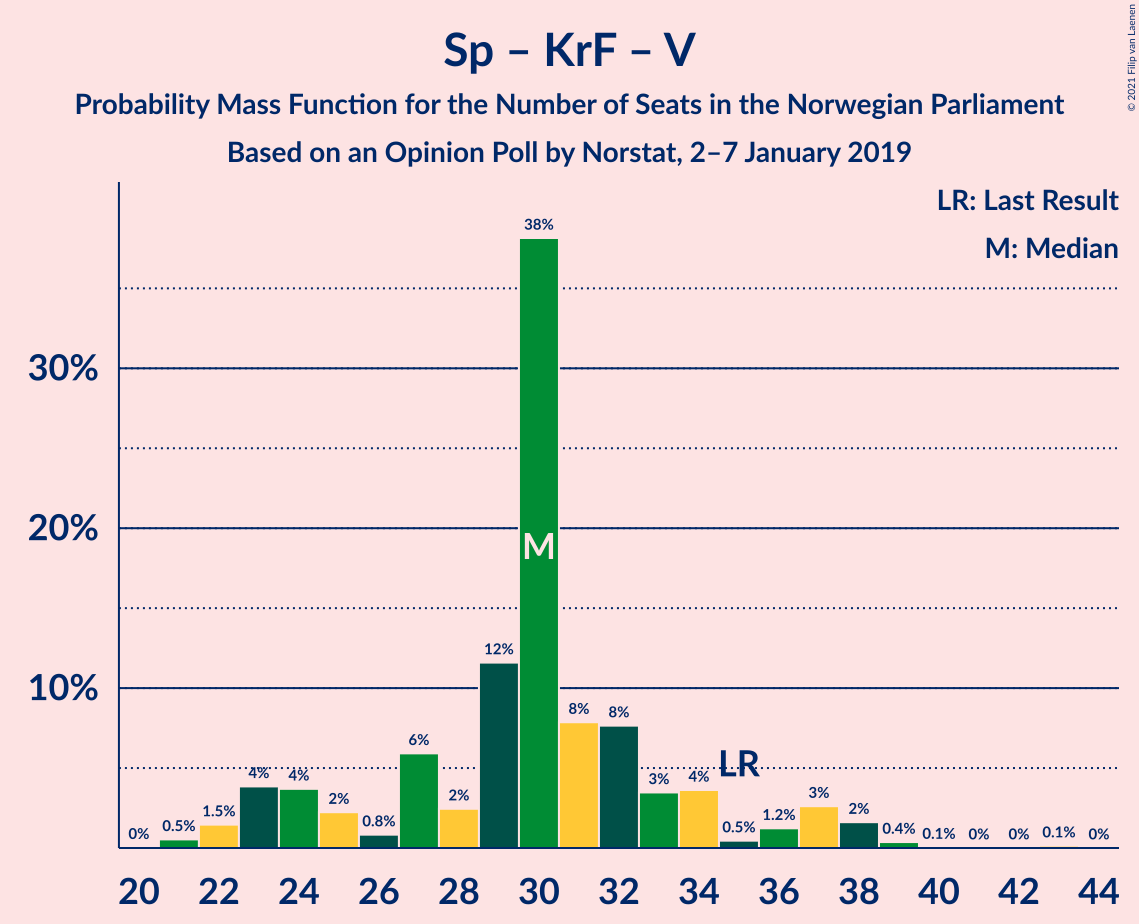 © 2021 Filip van Laenen
Sp – KrF – V
Probability Mass Function for the Number of Seats in the Norwegian Parliament
Based on an Opinion Poll by Norstat, 2–7 January 2019
LR: Last Result
M: Median
30%
20%
10%
0% 0.5% 1.5% 4% 4% 2% 0.8% 6% 2% 12% 38% 8% 8% 3% 4% 0.5% 1.2% 3% 2% 0.4% 0.1% 0% 0% 0.1% 0%
M
LR
20 22 24 26 28 30 32 34 36 38 40 42 44